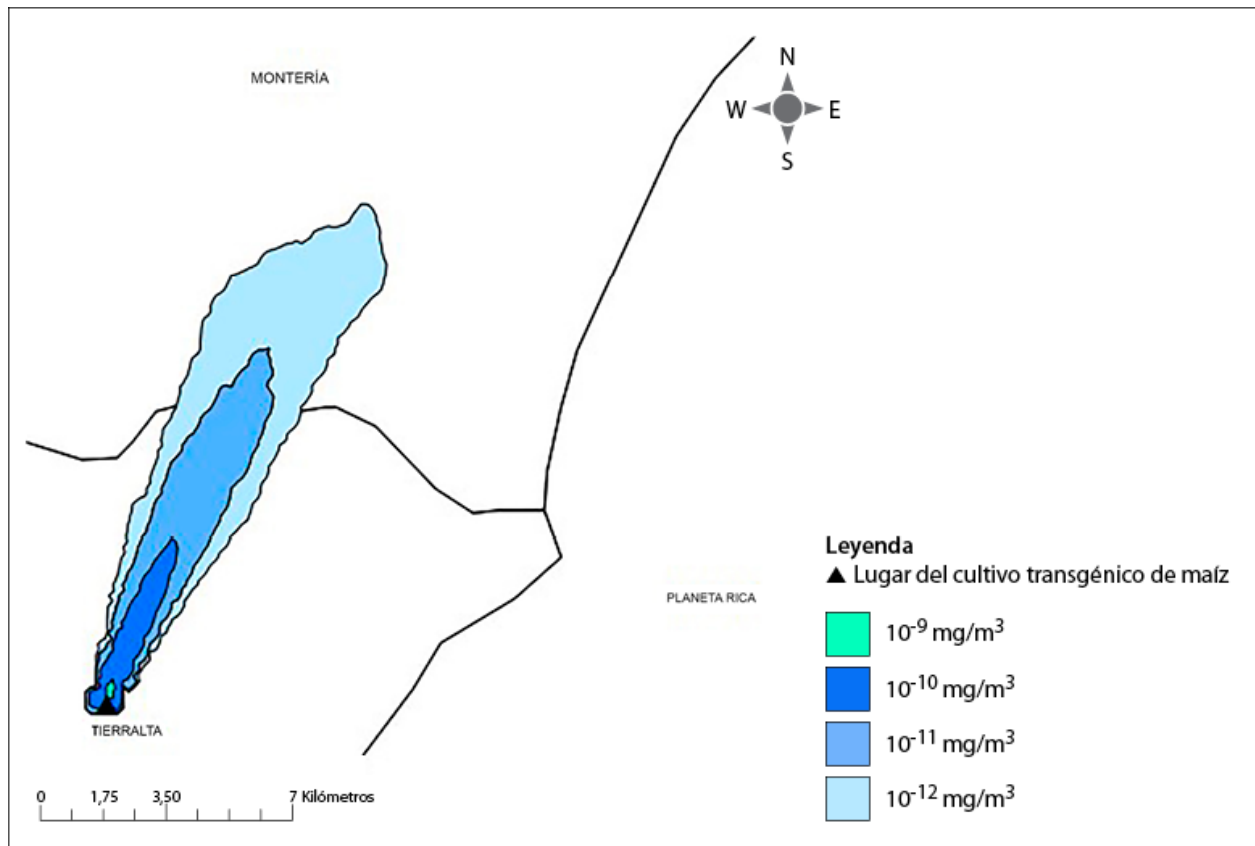 MONTERÍA
N
W E
S
PLANETA RICA
TIERRALTA
0 1,75 3,50 7 Kilómetros
Leyenda
Lugar del cultivo transgénico de maíz
10⁻⁹ mg/m³
10⁻¹⁰ mg/m³
10⁻¹¹ mg/m³
10⁻¹² mg/m³